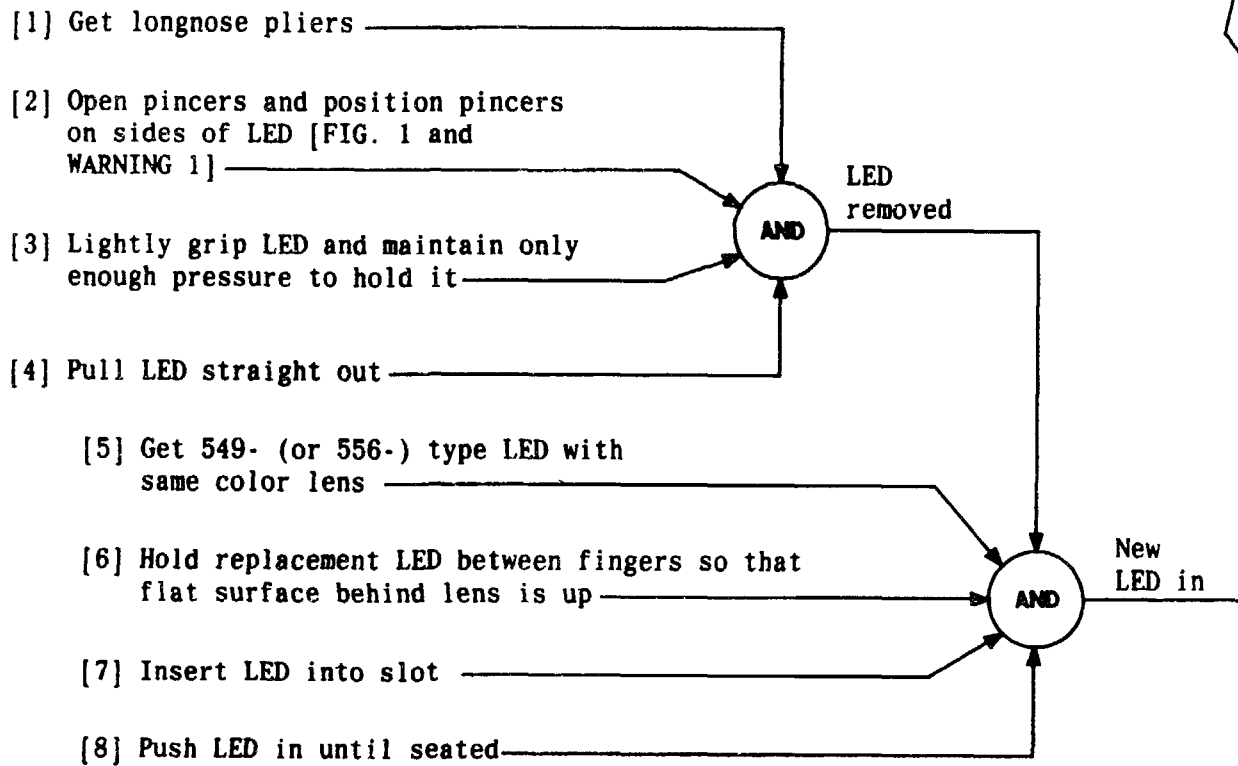 [1] Get longnose pliers
[2] Open pincers and position pincers
on sides of LED [FIG. 1 and
WARNING 1]
LED
removed
AND
[3] Lightly grip LED and maintain only
enough pressure to hold it
[4] Pull LED straight out
[5] Get 549- (or 556-) type LED with
same color lens
[6] Hold replacement LED between fingers so that
flat surface behind lens is up
New
LED in
AND
[7] Insert LED into slot
[8] Push LED in until seated